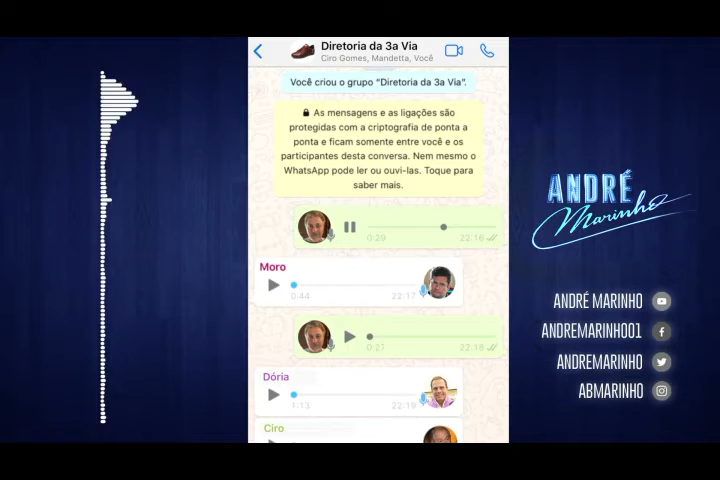 Diretoria da 3a Via
Ciro Gomes, Mandetta, Você
Você criou o grupo “Diretoria da 3a Via”.
As mensagens e as ligações são
protegidas com a criptografia de ponta a
ponta e ficam somente entre você e os
participantes desta conversa. Nem mesmo o
WhatsApp pode ler ou ouvi-las. Toque para
saber mais.
0:29 22:16
Moro
0:44 22:17
0:27 22:18
Dória
1:13 22:19
Ciro
ANDRÉ
Marinho
ANDRÉ MARINHO
ANDREMARINHO01
ANDREMARINHO
ABMARINHO